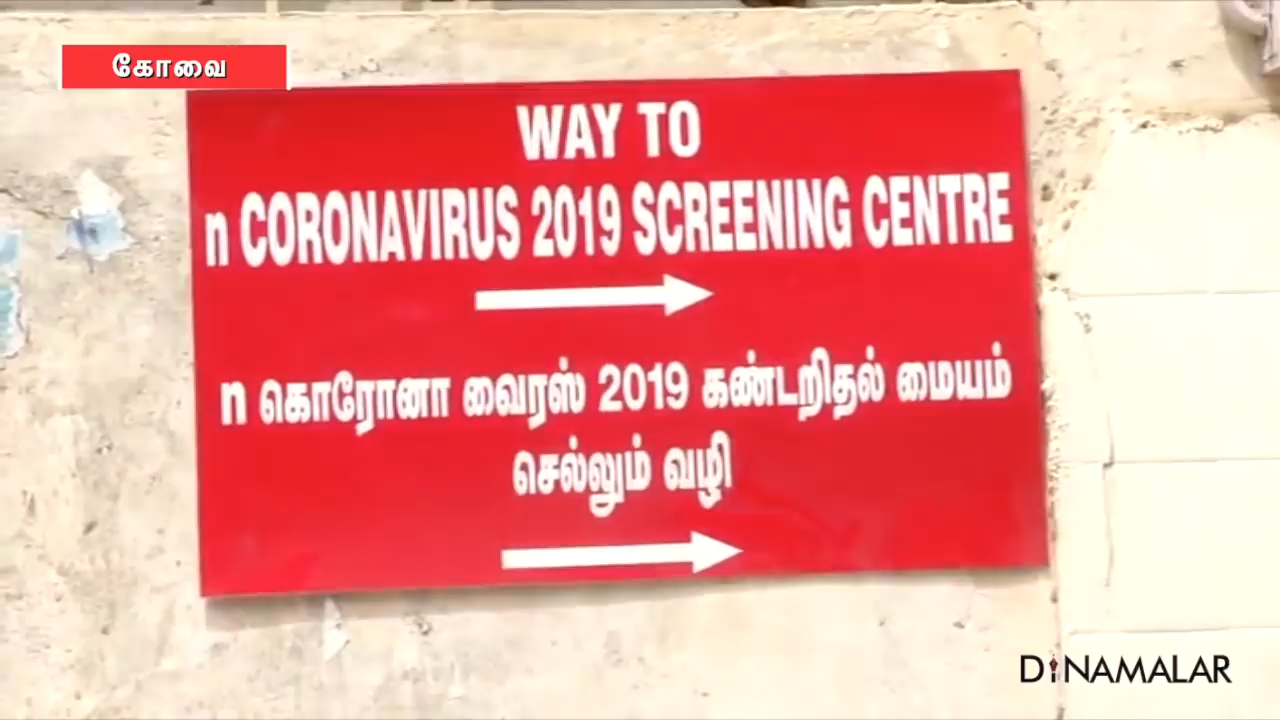 கோவை
WAY TO
n CORONAVIRUS 2019 SCREENING CENTRE
n கொரோனா வைரஸ் 2019 கண்டறிதல் மையம்
செல்லும் வழி
DINAMALAR